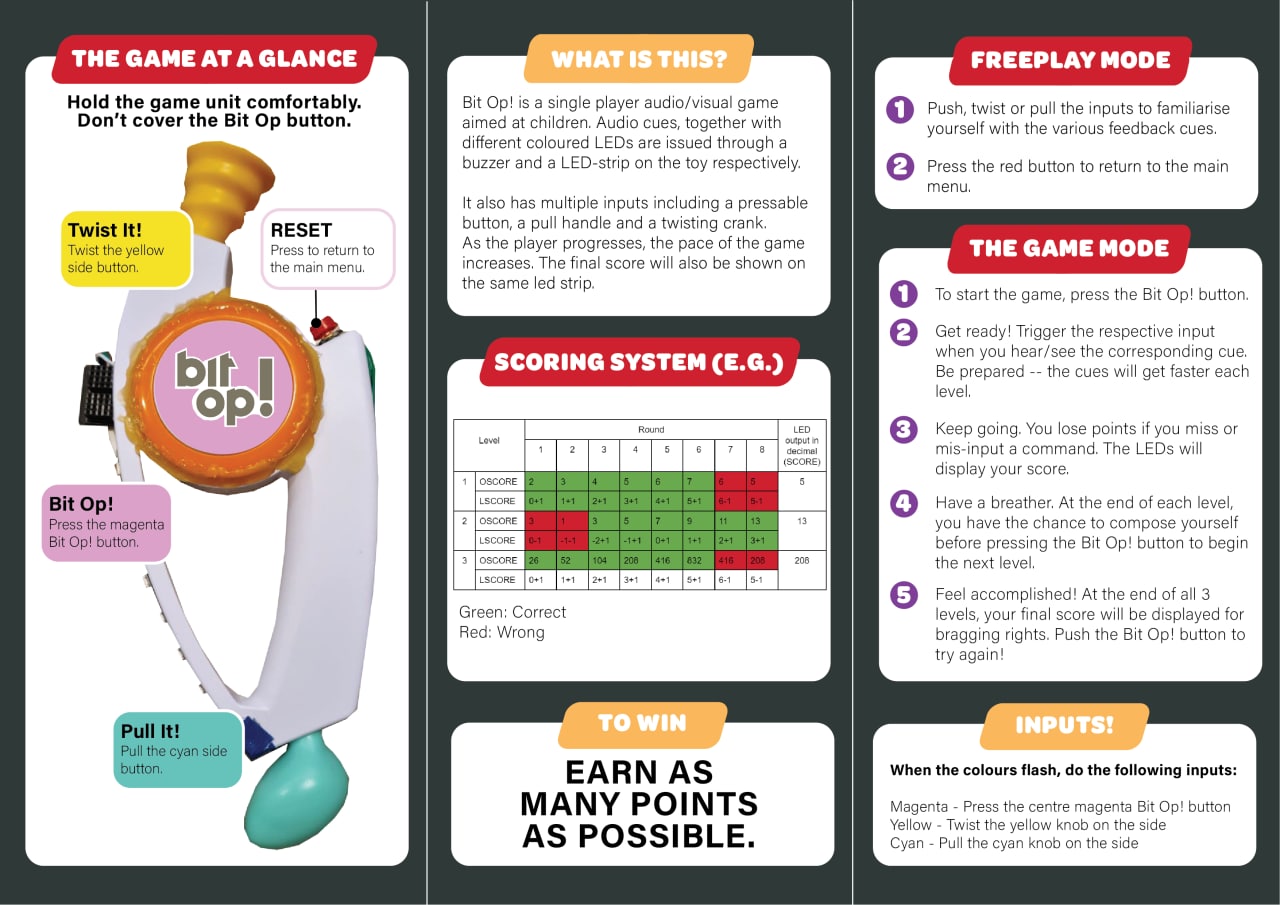 THE GAME AT A GLANCE
Hold the game unit comfortably.
Don't cover the Bit Op button.
Twist It!
Twist the yellow
side button.
RESET
Press to return to
the main menu.
bit
op!
Bit Op!
Press the magenta
Bit Op! button.
Pull It!
Pull the cyan side
button.
WHAT IS THIS?
Bit Op! is a single player audio/visual game
aimed at children. Audio cues, together with
different coloured LEDs are issued through a
buzzer and a LED-strip on the toy respectively.
It also has multiple inputs including a pressable
button, a pull handle and a twisting crank.
As the player progresses, the pace of the game
increases. The final score will also be shown on
the same led strip.
SCORING SYSTEM (E.G.)
Level Round LED
output in
decimal
(SCORE)
1 2 3 4 5 6 7 8
1 OSCORE 2 3 4 5 6 7 6 5 5
LSCORE 0+1 1+1 2+1 3+1 4+1 5+1 6-1 5-1
2 OSCORE 3 1 3 5 7 9 11 13 13
LSCORE 0-1 -1-1 -2+1 -1+1 0+1 1+1 2+1 3+1
3 OSCORE 26 52 104 208 416 832 416 208 208
LSCORE 0+1 1+1 2+1 3+1 4+1 5+1 6-1 5-1
Green: Correct
Red: Wrong
TO WIN
EARN AS
MANY POINTS
AS POSSIBLE.
FREEPLAY MODE
1 Push, twist or pull the inputs to familiarise
yourself with the various feedback cues.
2 Press the red button to return to the main
menu.
THE GAME MODE
1 To start the game, press the Bit Op! button.
2 Get ready! Trigger the respective input
when you hear/see the corresponding cue.
Be prepared -- the cues will get faster each
level.
3 Keep going. You lose points if you miss or
mis-input a command. The LEDs will
display your score.
4 Have a breather. At the end of each level,
you have the chance to compose yourself
before pressing the Bit Op! button to begin
the next level.
5 Feel accomplished! At the end of all 3
levels, your final score will be displayed for
bragging rights. Push the Bit Op! button to
try again!
INPUTS!
When the colours flash, do the following inputs:
Magenta - Press the centre magenta Bit Op! button
Yellow - Twist the yellow knob on the side
Cyan - Pull the cyan knob on the side